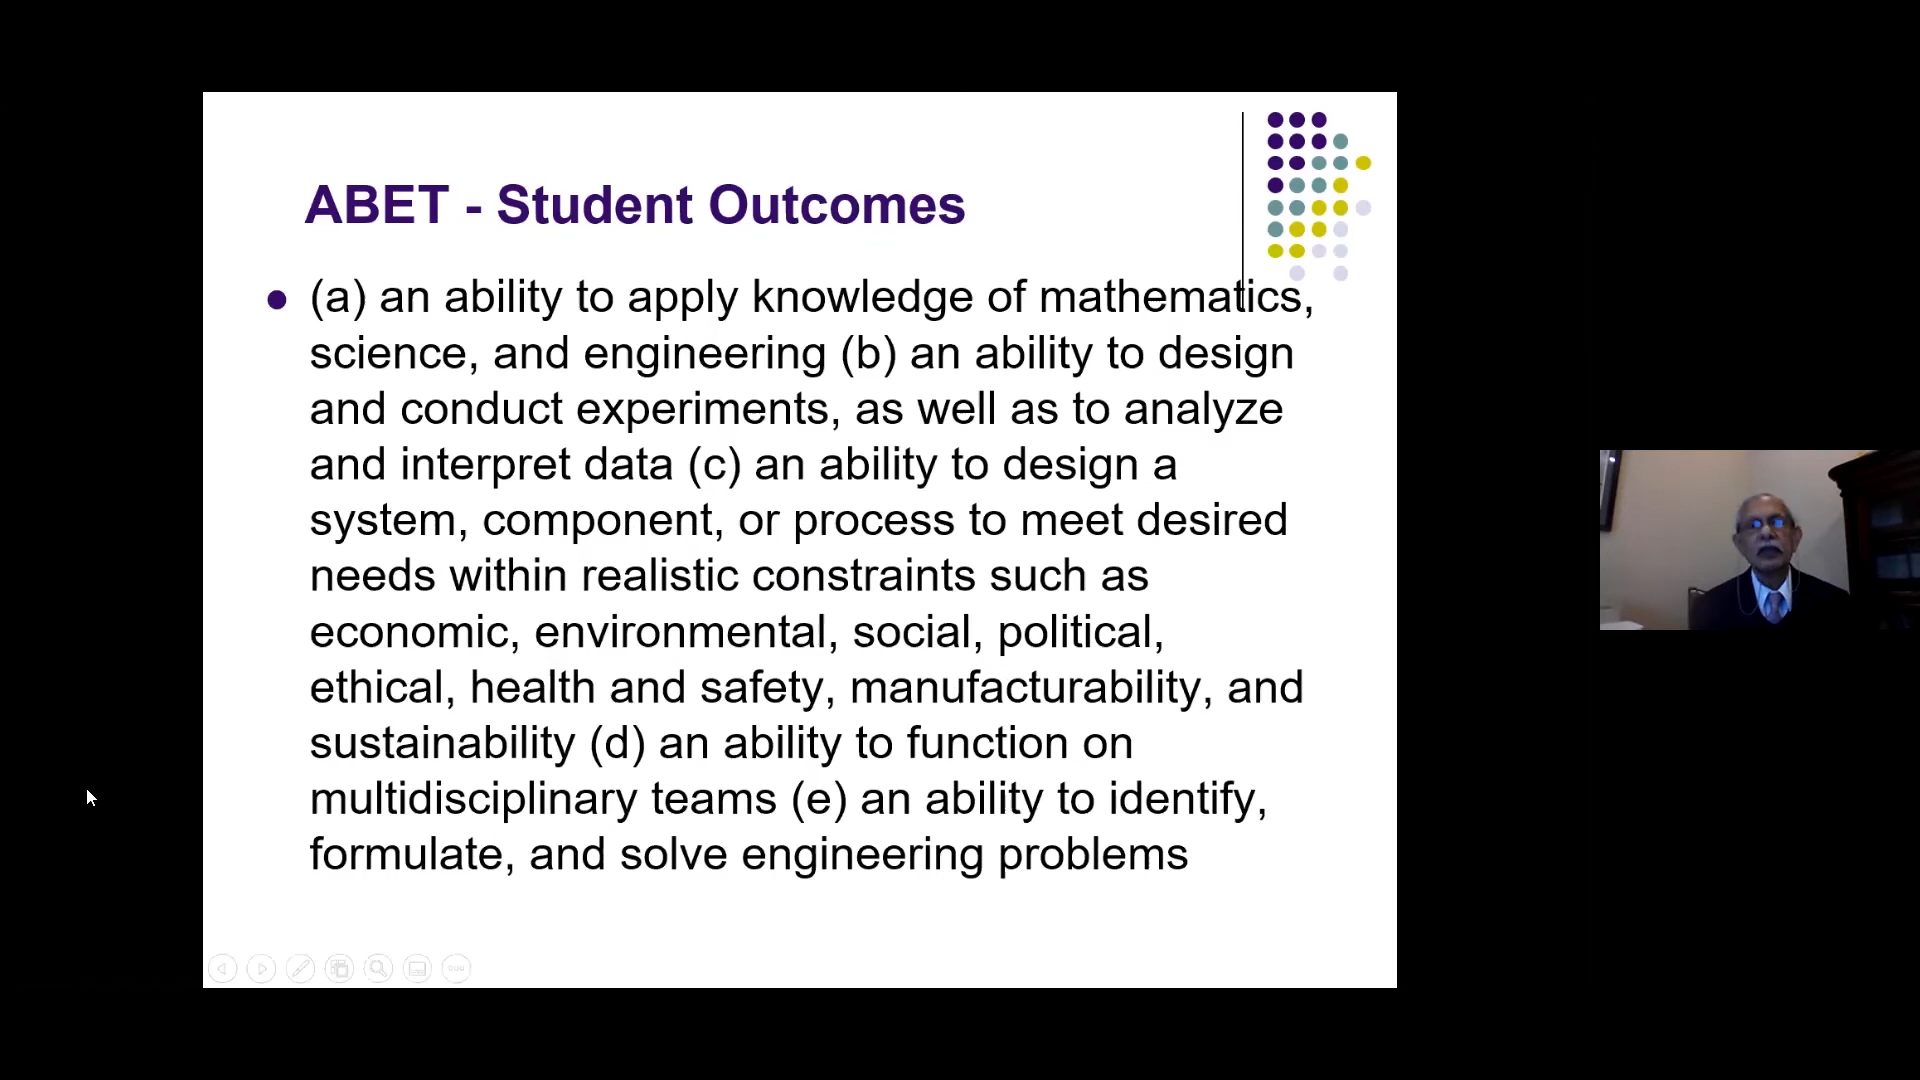 ABET - Student Outcomes
(a) an ability to apply knowledge of mathematics,
science, and engineering (b) an ability to design
and conduct experiments, as well as to analyze
and interpret data (c) an ability to design a
system, component, or process to meet desired
needs within realistic constraints such as
economic, environmental, social, political,
ethical, health and safety, manufacturability, and
sustainability (d) an ability to function on
multidisciplinary teams (e) an ability to identify,
formulate, and solve engineering problems